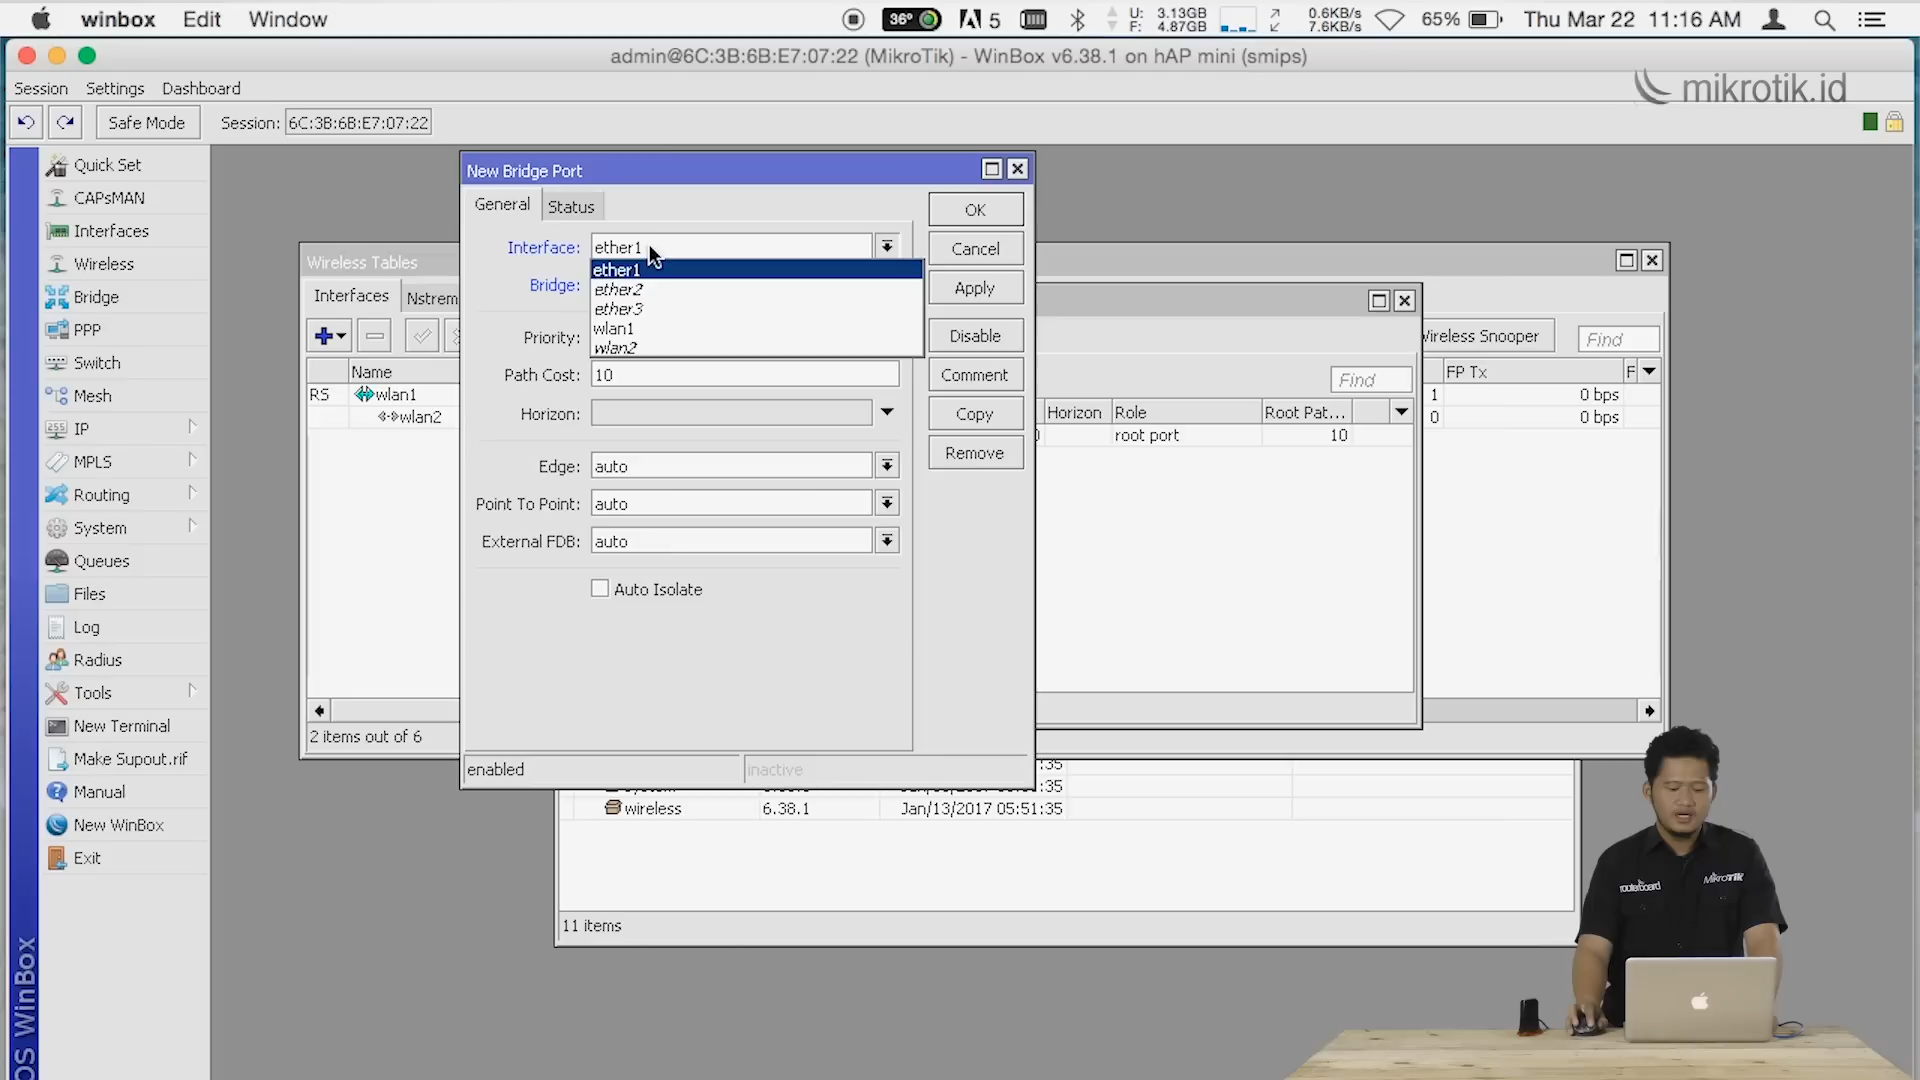 winbox Edit Window
36° 5 U: 3.13GB F: 4.87GB 0.6KB/s 7.6KB/s 65% Thu Mar 22 11:16 AM
admin@6C:3B:6B:E7:07:22 (MikroTik) - WinBox v6.38.1 on hAP mini (smips)
Session Settings Dashboard
mikrotik.id
Safe Mode Session: 6C:3B:6B:E7:07:22
Quick Set
CAPsMAN
Interfaces
Wireless
Bridge
PPP
Switch
Mesh
IP
MPLS
Routing
System
Queues
Files
Log
Radius
Tools
New Terminal
Make Supout.rif
Manual
New WinBox
Exit
OS WinBox
Wireless Tables
Interfaces Nstrem
Name
RS wlan1
wlan2
2 items out of 6
New Bridge Port
General Status
Interface: ether1
ether1
ether2
ether3
wlan1
wlan2
Bridge:
Priority:
Path Cost: 10
Horizon:
Edge: auto
Point To Point: auto
External FDB: auto
Auto Isolate
enabled inactive
OK
Cancel
Apply
Disable
Comment
Copy
Remove
Find
Horizon Role Root Pat...
root port 10
Wireless Snooper Find
FP Tx F
1 0 bps
0 0 bps
:35
:35
wireless 6.38.1 Jan/13/2017 05:51:35
11 items
routerboard MikroTik